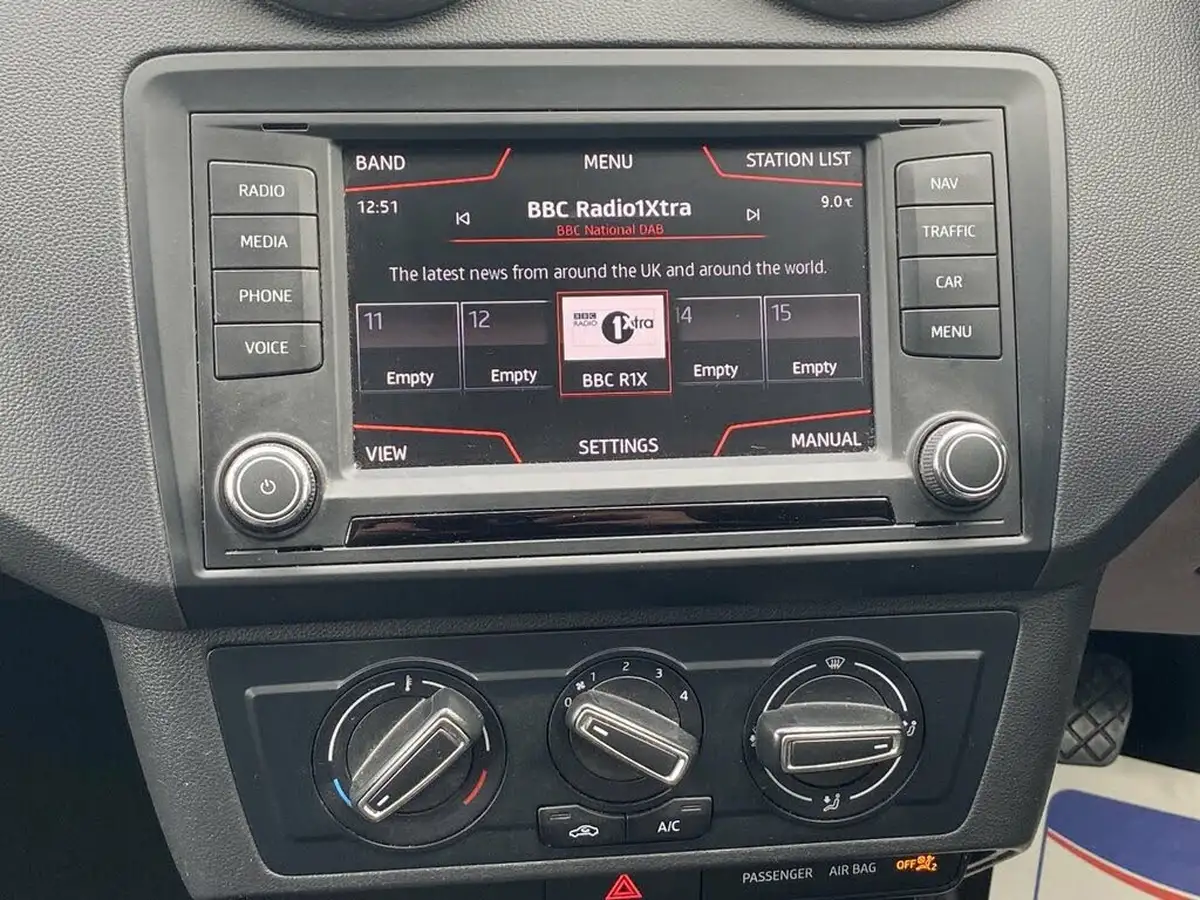 BAND MENU STATION LIST
12:51 BBC Radio1Xtra 9.0℃
BBC National DAB
The latest news from around the UK and around the world.
11 12 14 15
BBC RADIO 1Xtra
Empty Empty BBC R1X Empty Empty
VIEW SETTINGS MANUAL
RADIO
MEDIA
PHONE
VOICE
NAV
TRAFFIC
CAR
MENU
0 1 2 3 4
A/C
PASSENGER AIR BAG OFF 2